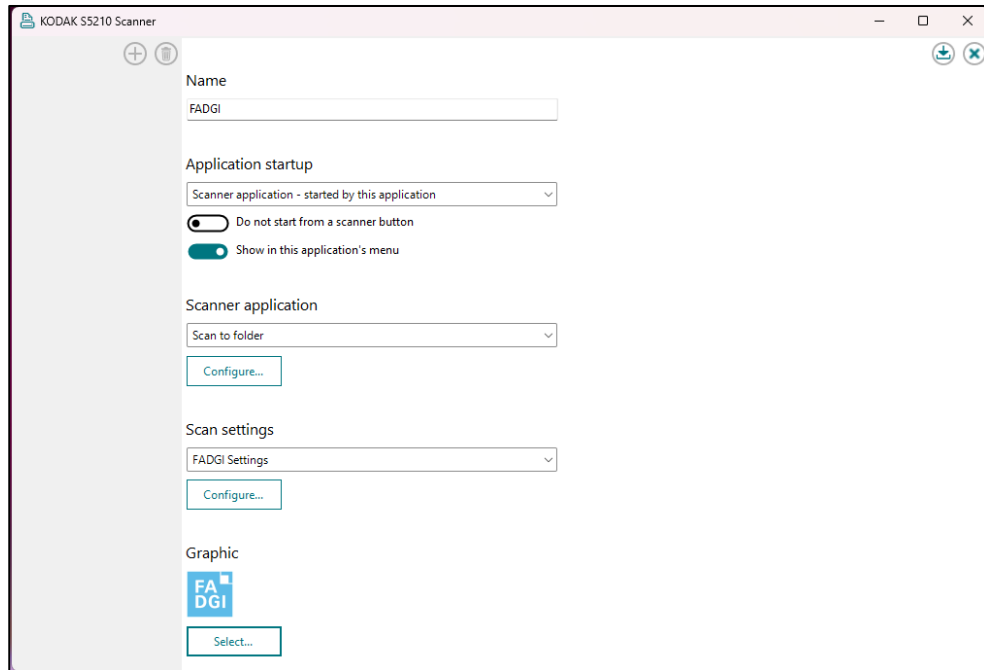 KODAK S5210 Scanner
Name
FADGI
Application startup
Scanner application - started by this application
Do not start from a scanner button
Show in this application's menu
Scanner application
Scan to folder
Configure...
Scan settings
FADGI Settings
Configure...
Graphic
FA
DGI
Select...